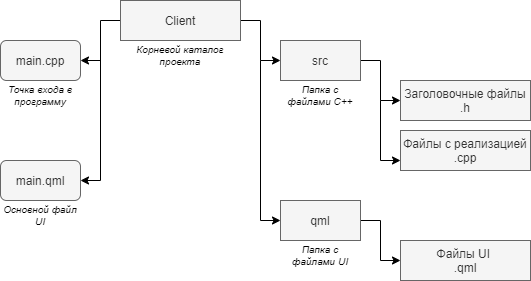 Client
Корневой каталог
проекта
main.cpp
Точка входа в
программу
main.qml
Основной файл
UI
src
Папка с
файлами C++
Заголовочные файлы
.h
Файлы с реализацией
.cpp
qml
Папка с
файлами UI
Файлы UI
.qml